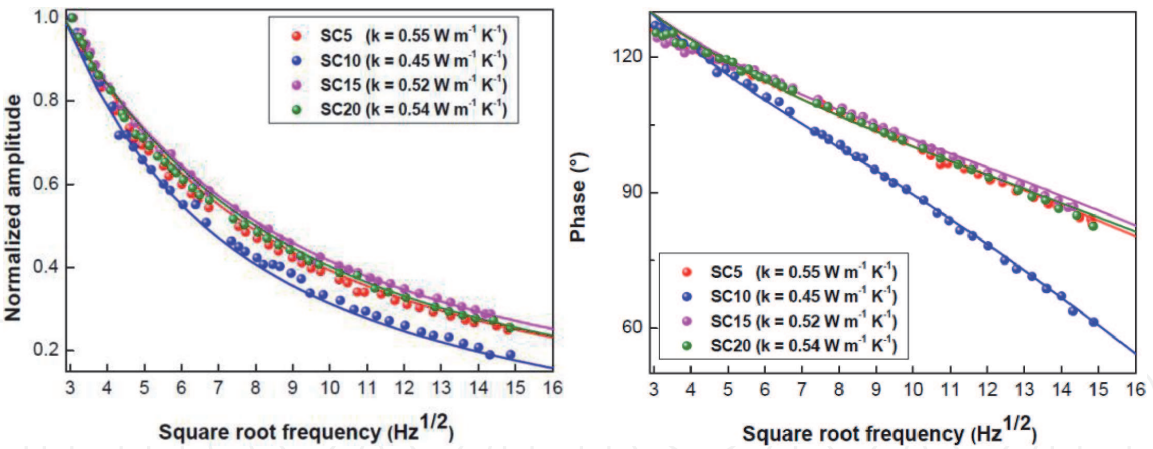 1.0
0.8
0.6
0.4
0.2
Normalized amplitude
SC5 (k = 0.55 W m⁻¹ K⁻¹)
SC10 (k = 0.45 W m⁻¹ K⁻¹)
SC15 (k = 0.52 W m⁻¹ K⁻¹)
SC20 (k = 0.54 W m⁻¹ K⁻¹)
3 4 5 6 7 8 9 10 11 12 13 14 15 16
Square root frequency (Hz¹/²)
120
90
60
Phase (°)
SC5 (k = 0.55 W m⁻¹ K⁻¹)
SC10 (k = 0.45 W m⁻¹ K⁻¹)
SC15 (k = 0.52 W m⁻¹ K⁻¹)
SC20 (k = 0.54 W m⁻¹ K⁻¹)
3 4 5 6 7 8 9 10 11 12 13 14 15 16
Square root frequency (Hz¹/²)